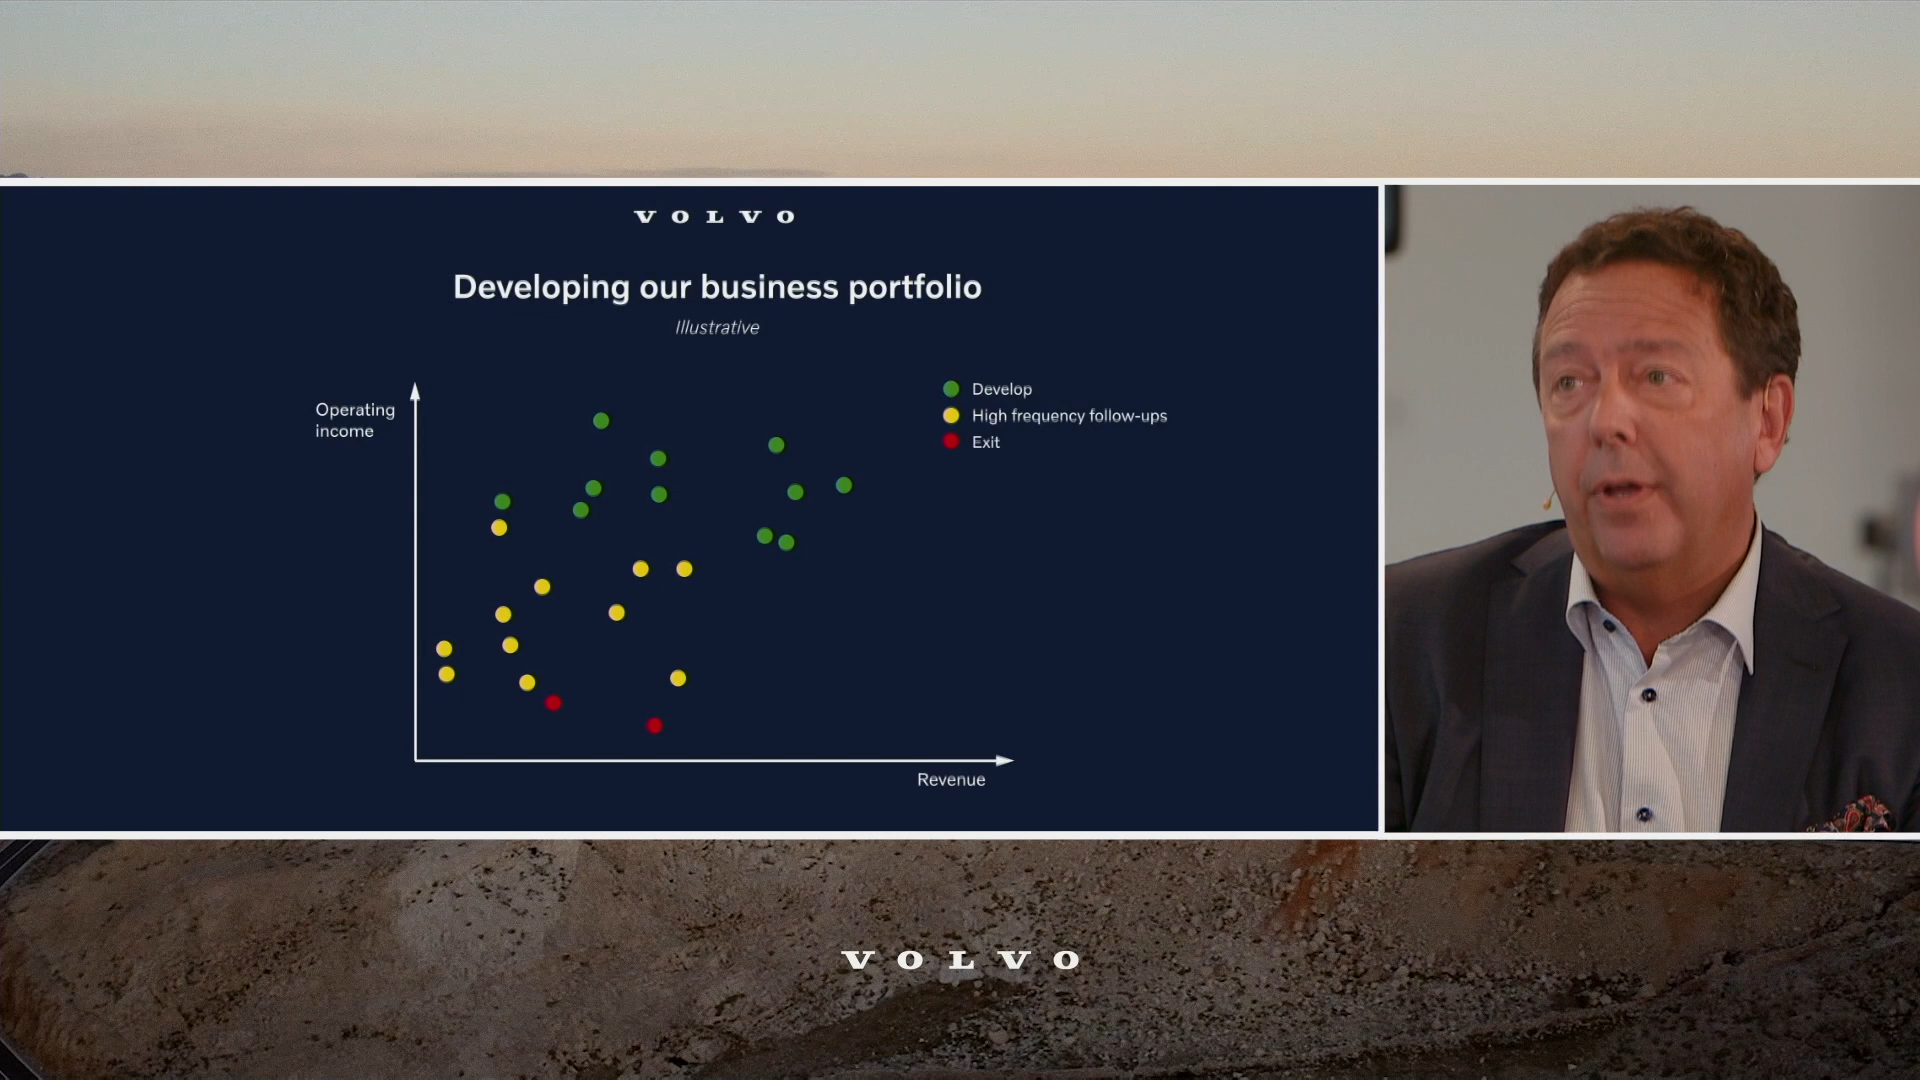 VOLVO
Developing our business portfolio
Illustrative
Operating
income
Develop
High frequency follow-ups
Exit
Revenue
VOLVO